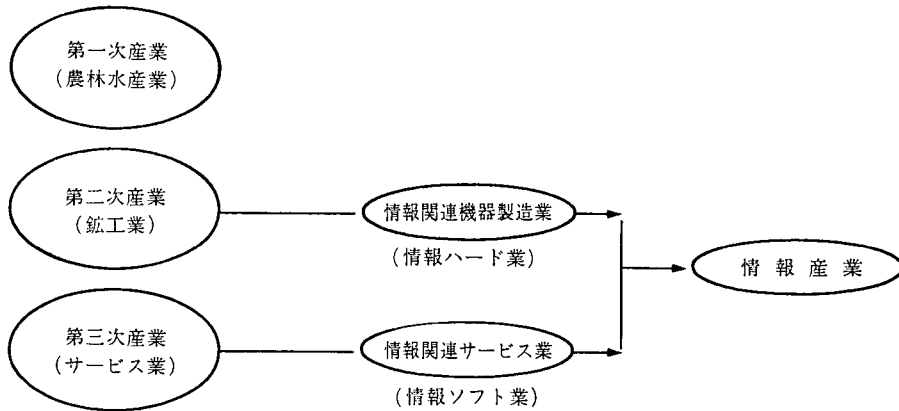 第一次産業
(農林水産業)
第二次産業
(鉱工業)
情報関連機器製造業
(情報ハード業)
情報産業
第三次産業
(サービス業)
情報関連サービス業
(情報ソフト業)